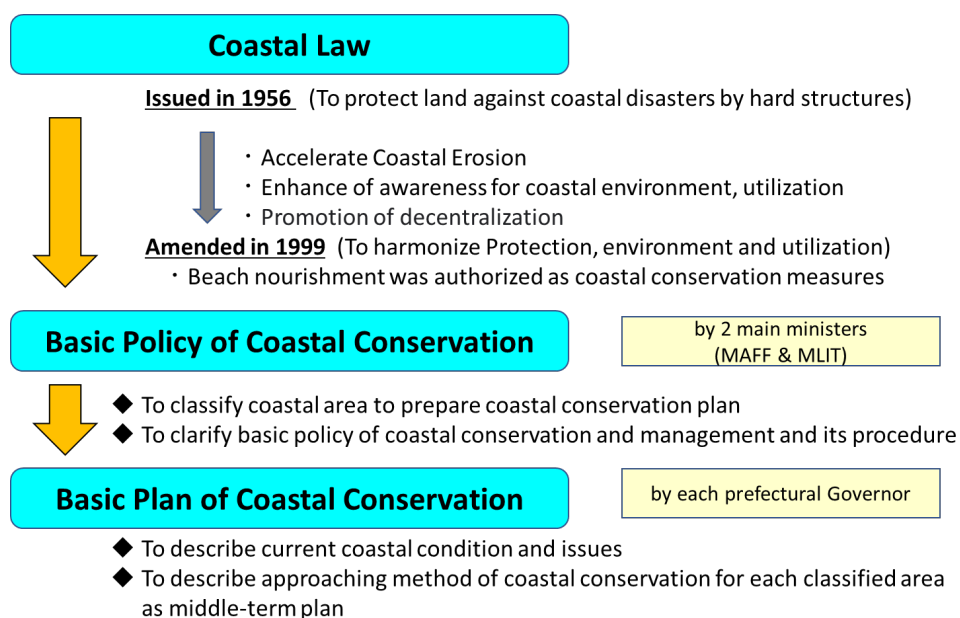 Coastal Law
Issued in 1956 (To protect land against coastal disasters by hard structures)
・Accelerate Coastal Erosion
・Enhance of awareness for coastal environment, utilization
・Promotion of decentralization
Amended in 1999 (To harmonize Protection, environment and utilization)
・Beach nourishment was authorized as coastal conservation measures
Basic Policy of Coastal Conservation
by 2 main ministers
(MAFF & MLIT)
◆ To classify coastal area to prepare coastal conservation plan
◆ To clarify basic policy of coastal conservation and management and its procedure
Basic Plan of Coastal Conservation
by each prefectural Governor
◆ To describe current coastal condition and issues
◆ To describe approaching method of coastal conservation for each classified area
as middle-term plan